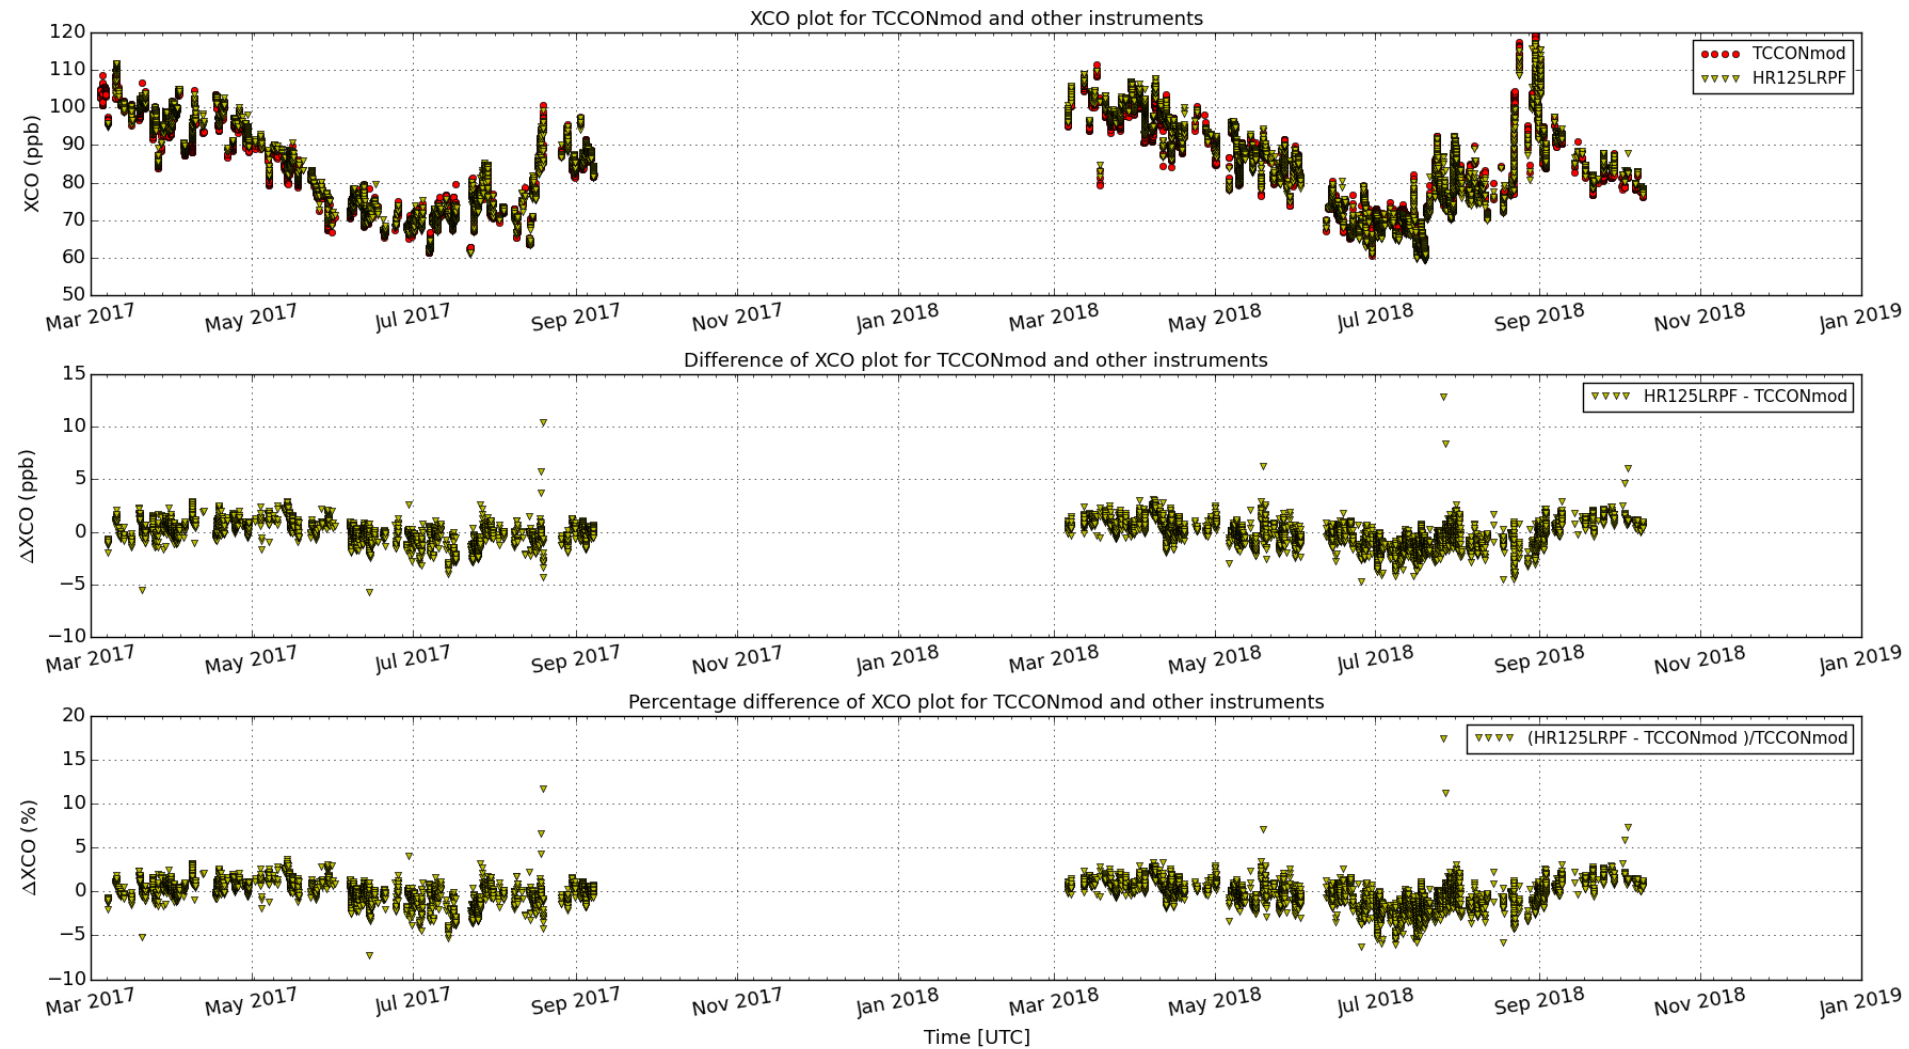 XCO plot for TCCONmod and other instruments
XCO (ppb)
120
110
100
90
80
70
60
50
TCCONmod
HR125LRPF
Mar 2017 May 2017 Jul 2017 Sep 2017 Nov 2017 Jan 2018 Mar 2018 May 2018 Jul 2018 Sep 2018 Nov 2018 Jan 2019
Difference of XCO plot for TCCONmod and other instruments
ΔXCO (ppb)
15
10
5
0
−5
−10
HR125LRPF - TCCONmod
Mar 2017 May 2017 Jul 2017 Sep 2017 Nov 2017 Jan 2018 Mar 2018 May 2018 Jul 2018 Sep 2018 Nov 2018 Jan 2019
Percentage difference of XCO plot for TCCONmod and other instruments
ΔXCO (%)
20
15
10
5
0
−5
−10
(HR125LRPF - TCCONmod )/TCCONmod
Mar 2017 May 2017 Jul 2017 Sep 2017 Nov 2017 Jan 2018 Mar 2018 May 2018 Jul 2018 Sep 2018 Nov 2018 Jan 2019
Time [UTC]